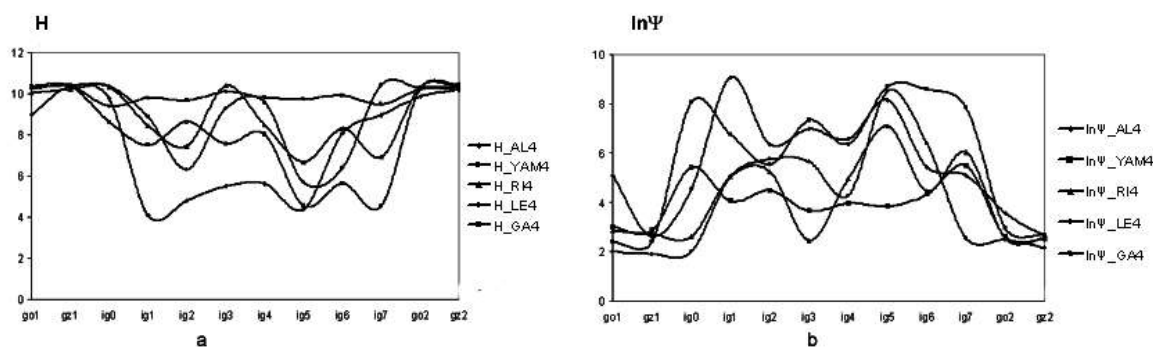 H
12
10
8
6
4
2
0
go1 gz1 ig0 ig1 ig2 ig3 ig4 ig5 ig6 ig7 go2 gz2
H_AL4
H_YAM4
H_RI4
H_LE4
H_GA4
a
lnΨ
10
8
6
4
2
0
go1 gz1 ig0 ig1 ig2 ig3 ig4 ig5 ig6 ig7 go2 gz2
lnΨ_AL4
lnΨ_YAM4
lnΨ_RI4
lnΨ_LE4
lnΨ_GA4
b